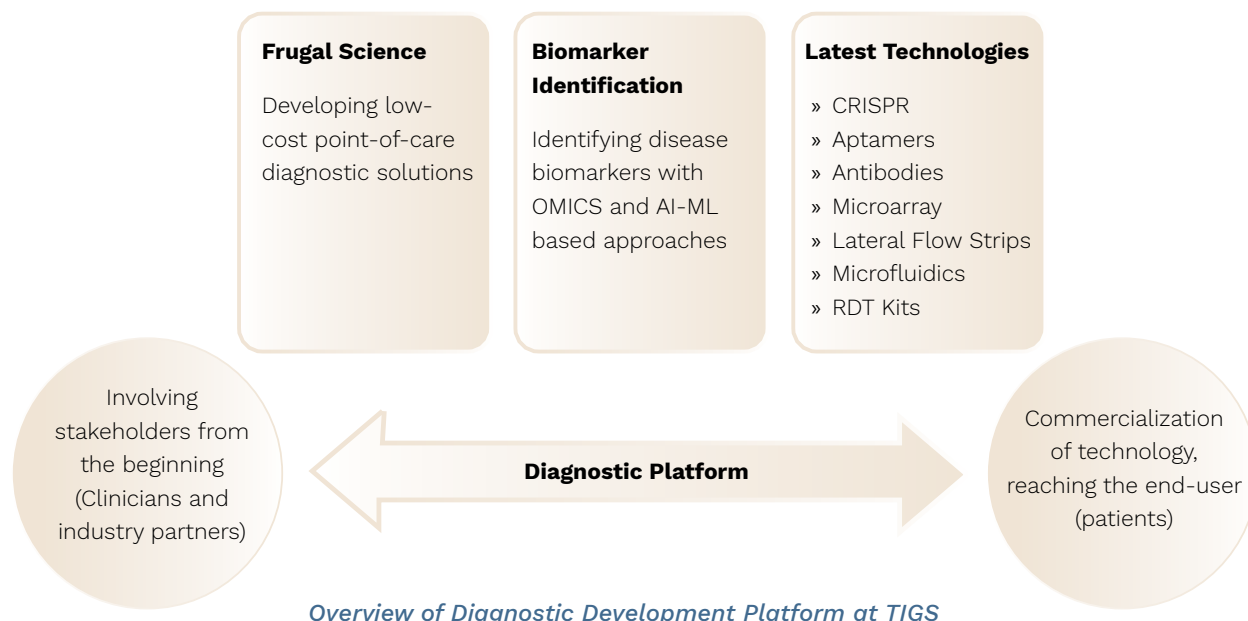 Frugal Science
Developing low-
cost point-of-care
diagnostic solutions
Biomarker
Identification
Identifying disease
biomarkers with
OMICS and AI-ML
based approaches
Latest Technologies
» CRISPR
» Aptamers
» Antibodies
» Microarray
» Lateral Flow Strips
» Microfluidics
» RDT Kits
Involving
stakeholders from
the beginning
(Clinicians and
industry partners)
Diagnostic Platform
Commercialization
of technology,
reaching the end-user
(patients)
Overview of Diagnostic Development Platform at TIGS